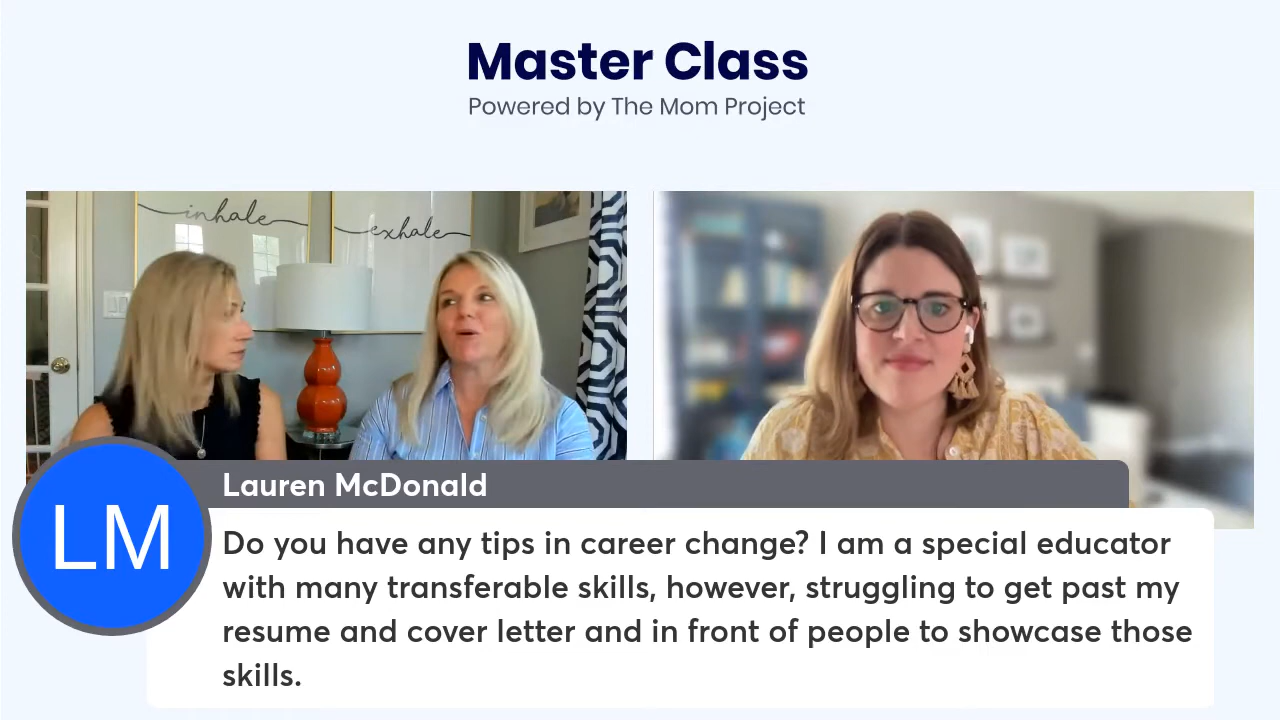 Master Class
Powered by The Mom Project
inhale
exhale
Lauren McDonald
LM
Do you have any tips in career change? I am a special educator
with many transferable skills, however, struggling to get past my
resume and cover letter and in front of people to showcase those
skills.